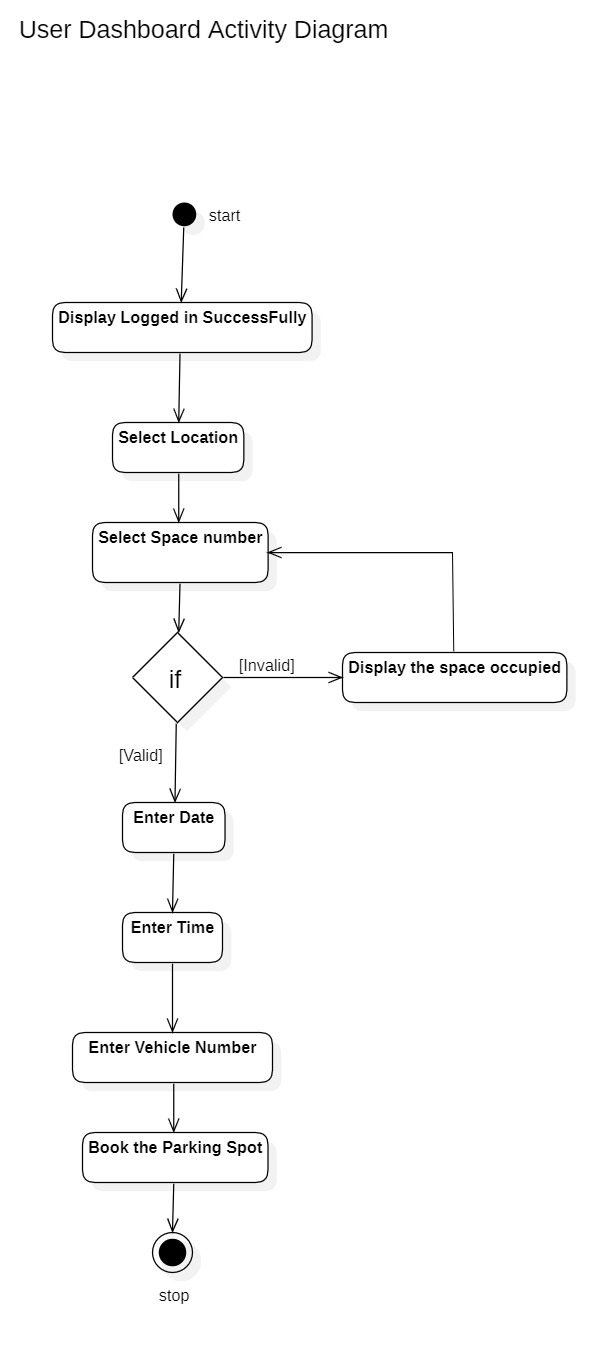 User Dashboard Activity Diagram
start
Display Logged in SuccessFully
Select Location
Select Space number
if
[Invalid]
Display the space occupied
[Valid]
Enter Date
Enter Time
Enter Vehicle Number
Book the Parking Spot
stop